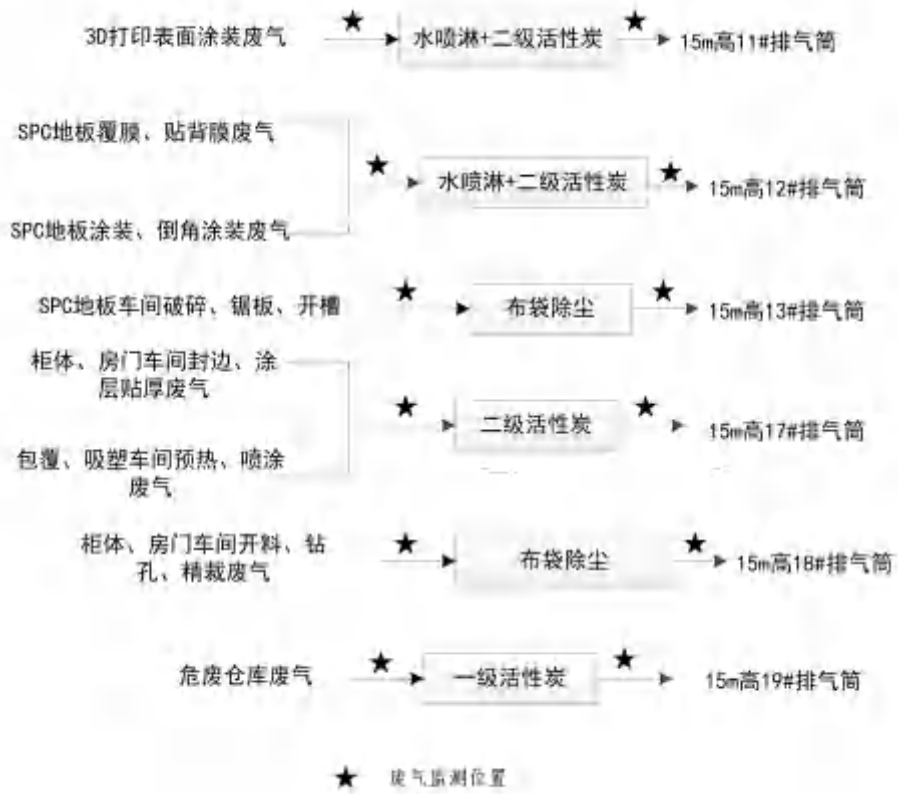 3D打印表面涂装废气
水喷淋+二级活性炭
15m高11#排气筒
SPC地板覆膜、贴背膜废气
水喷淋+二级活性炭
15m高12#排气筒
SPC地板涂装、倒角涂装废气
SPC地板车间破碎、锯板、开槽
布袋除尘
15m高13#排气筒
柜体、房门车间封边、涂
层贴厚废气
二级活性炭
15m高17#排气筒
包覆、吸塑车间预热、喷涂
废气
柜体、房门车间开料、钻
孔、精裁废气
布袋除尘
15m高18#排气筒
危废仓库废气
一级活性炭
15m高19#排气筒
★ 废气监测位置